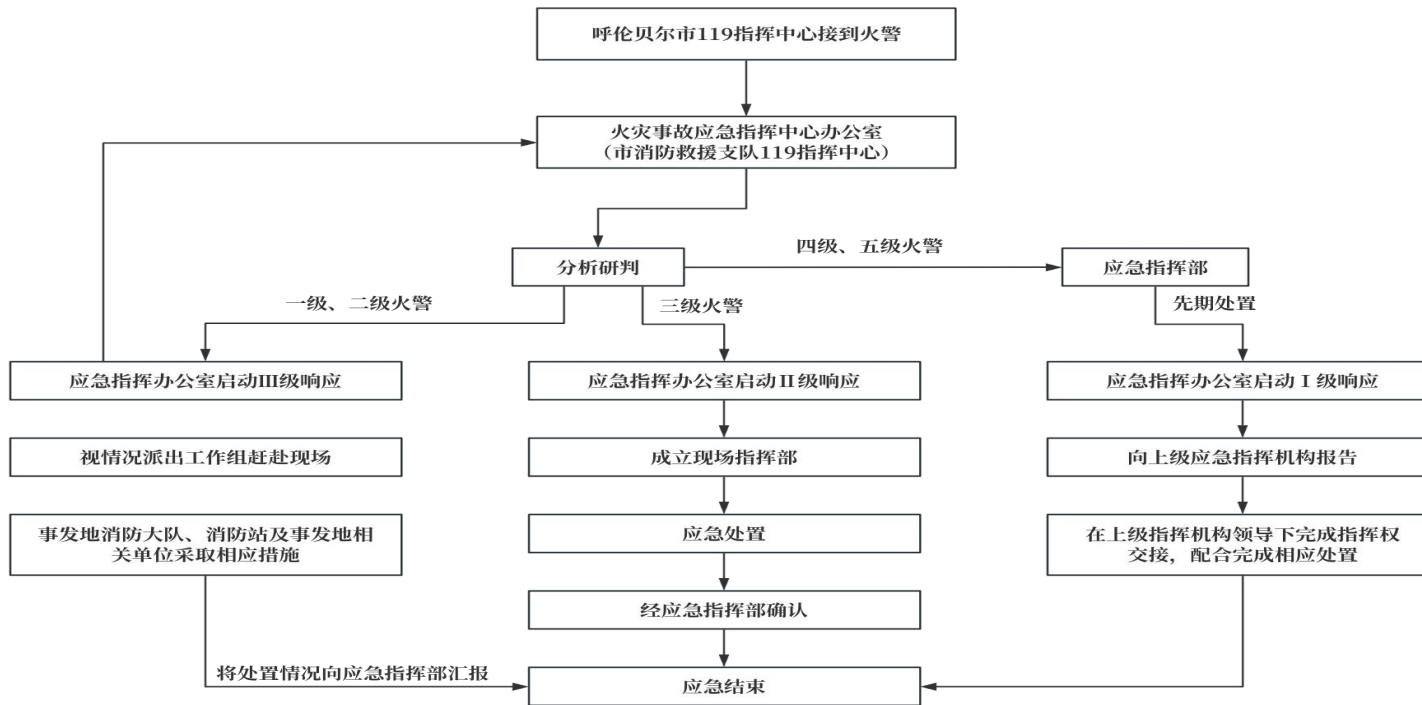 呼伦贝尔市119指挥中心接到火警
火灾事故应急指挥中心办公室
（市消防救援支队119指挥中心）
四级、五级火警
分析研判
应急指挥部
一级、二级火警
三级火警
先期处置
应急指挥办公室启动Ⅲ级响应
应急指挥办公室启动Ⅱ级响应
应急指挥办公室启动Ⅰ级响应
视情况派出工作组赶赴现场
成立现场指挥部
向上级应急指挥机构报告
事发地消防大队、消防站及事发地相
关单位采取相应措施
应急处置
在上级指挥机构领导下完成指挥权
交接，配合完成相应处置
经应急指挥部确认
将处置情况向应急指挥部汇报
应急结束